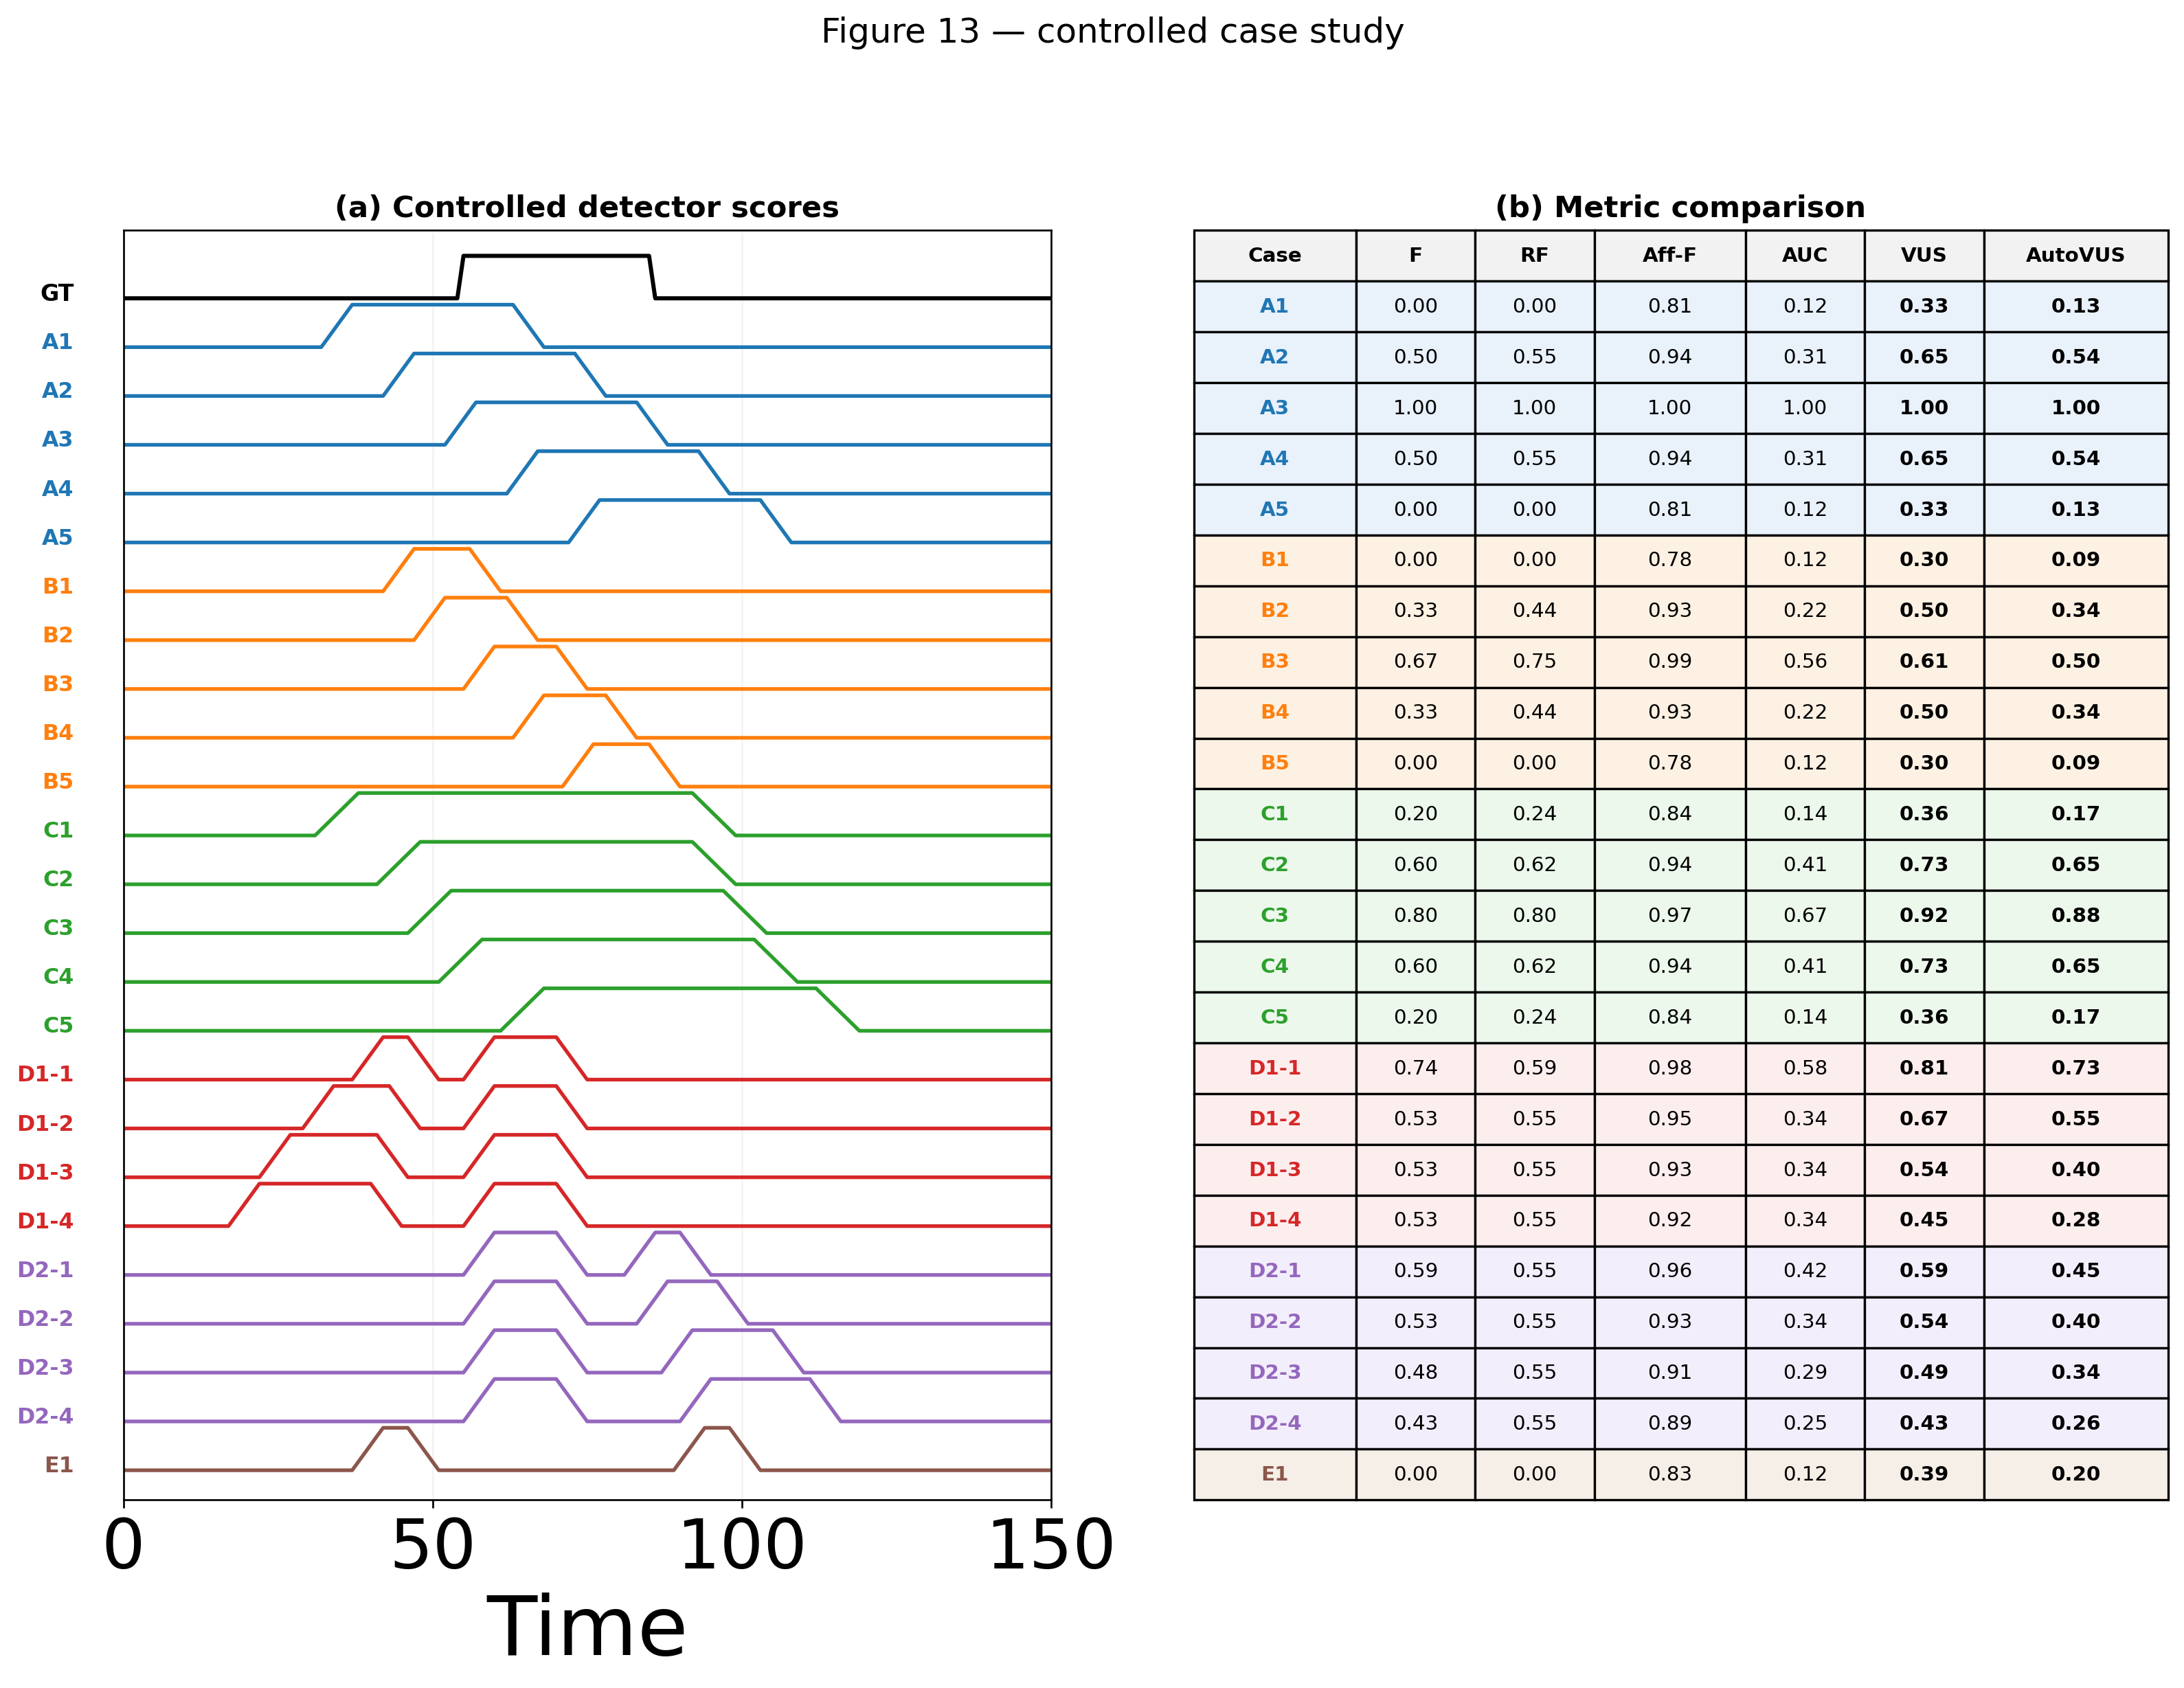 Figure 13 — controlled case study
(a) Controlled detector scores
GT
A1
A2
A3
A4
A5
B1
B2
B3
B4
B5
C1
C2
C3
C4
C5
D1-1
D1-2
D1-3
D1-4
D2-1
D2-2
D2-3
D2-4
E1
0 50 100 150
Time
(b) Metric comparison
Case F RF Aff-F AUC VUS AutoVUS
A1 0.00 0.00 0.81 0.12 0.33 0.13
A2 0.50 0.55 0.94 0.31 0.65 0.54
A3 1.00 1.00 1.00 1.00 1.00 1.00
A4 0.50 0.55 0.94 0.31 0.65 0.54
A5 0.00 0.00 0.81 0.12 0.33 0.13
B1 0.00 0.00 0.78 0.12 0.30 0.09
B2 0.33 0.44 0.93 0.22 0.50 0.34
B3 0.67 0.75 0.99 0.56 0.61 0.50
B4 0.33 0.44 0.93 0.22 0.50 0.34
B5 0.00 0.00 0.78 0.12 0.30 0.09
C1 0.20 0.24 0.84 0.14 0.36 0.17
C2 0.60 0.62 0.94 0.41 0.73 0.65
C3 0.80 0.80 0.97 0.67 0.92 0.88
C4 0.60 0.62 0.94 0.41 0.73 0.65
C5 0.20 0.24 0.84 0.14 0.36 0.17
D1-1 0.74 0.59 0.98 0.58 0.81 0.73
D1-2 0.53 0.55 0.95 0.34 0.67 0.55
D1-3 0.53 0.55 0.93 0.34 0.54 0.40
D1-4 0.53 0.55 0.92 0.34 0.45 0.28
D2-1 0.59 0.55 0.96 0.42 0.59 0.45
D2-2 0.53 0.55 0.93 0.34 0.54 0.40
D2-3 0.48 0.55 0.91 0.29 0.49 0.34
D2-4 0.43 0.55 0.89 0.25 0.43 0.26
E1 0.00 0.00 0.83 0.12 0.39 0.20